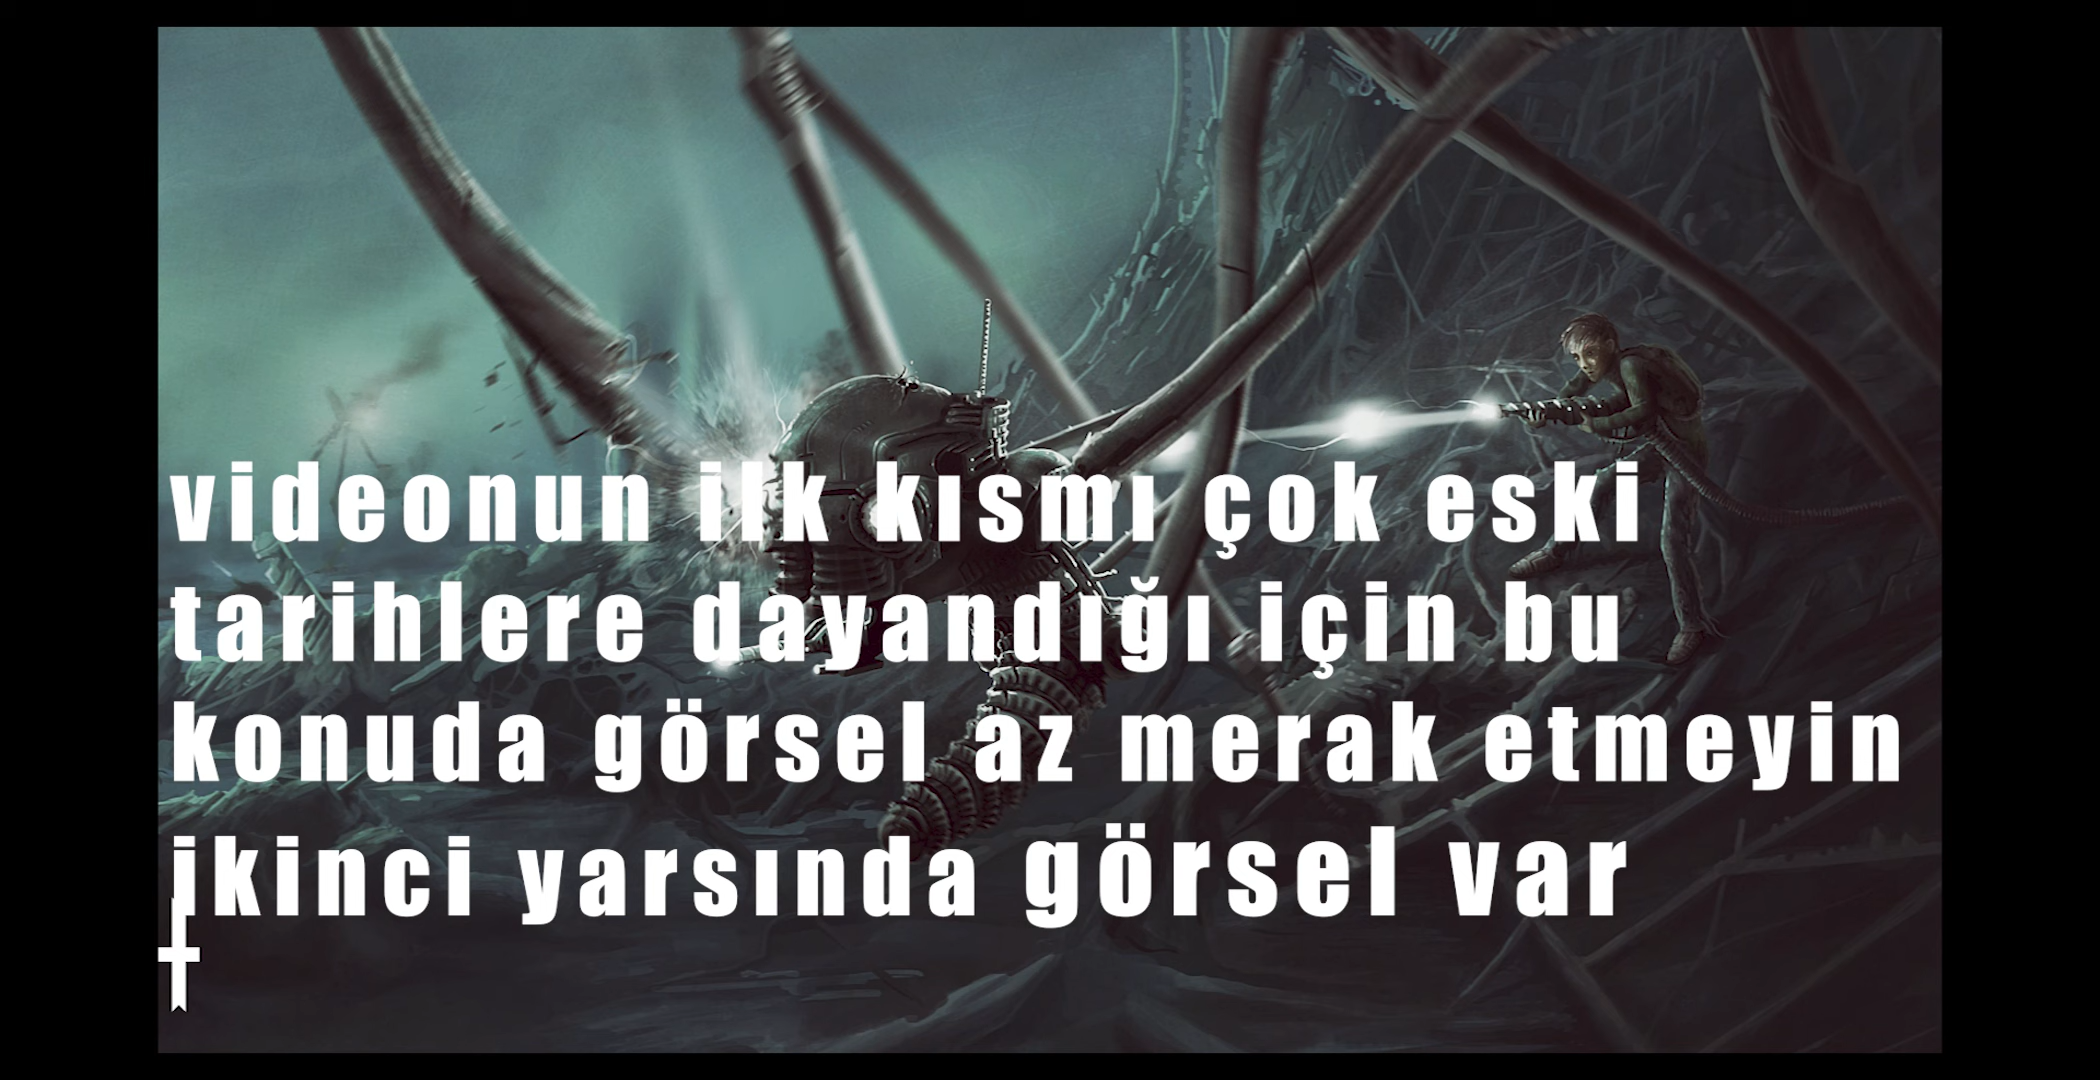 videonun ilk kısmı çok eski
tarihlere dayandığı için bu
konuda görsel az merak etmeyin
ikinci yarsında görsel var